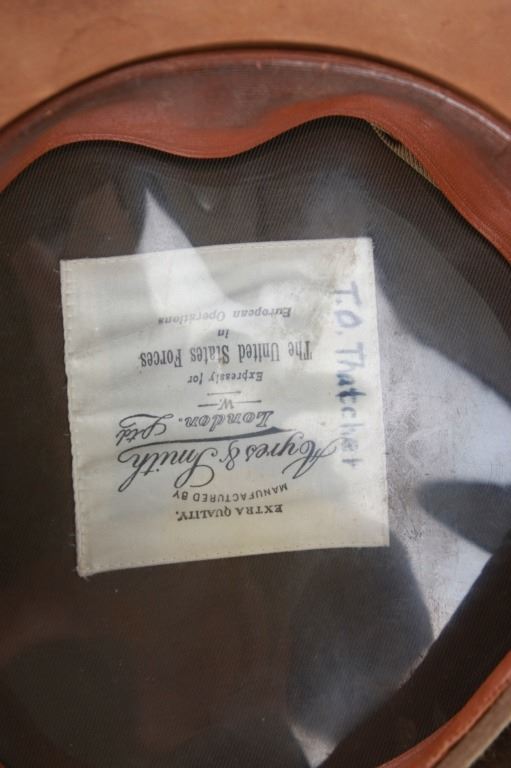 EXTRA QUALITY.
MANUFACTURED BY
Ayres & Smith
London. Ltd
W
Expressly for
The United States Forces
in
European Operations
T.O. Thatcher